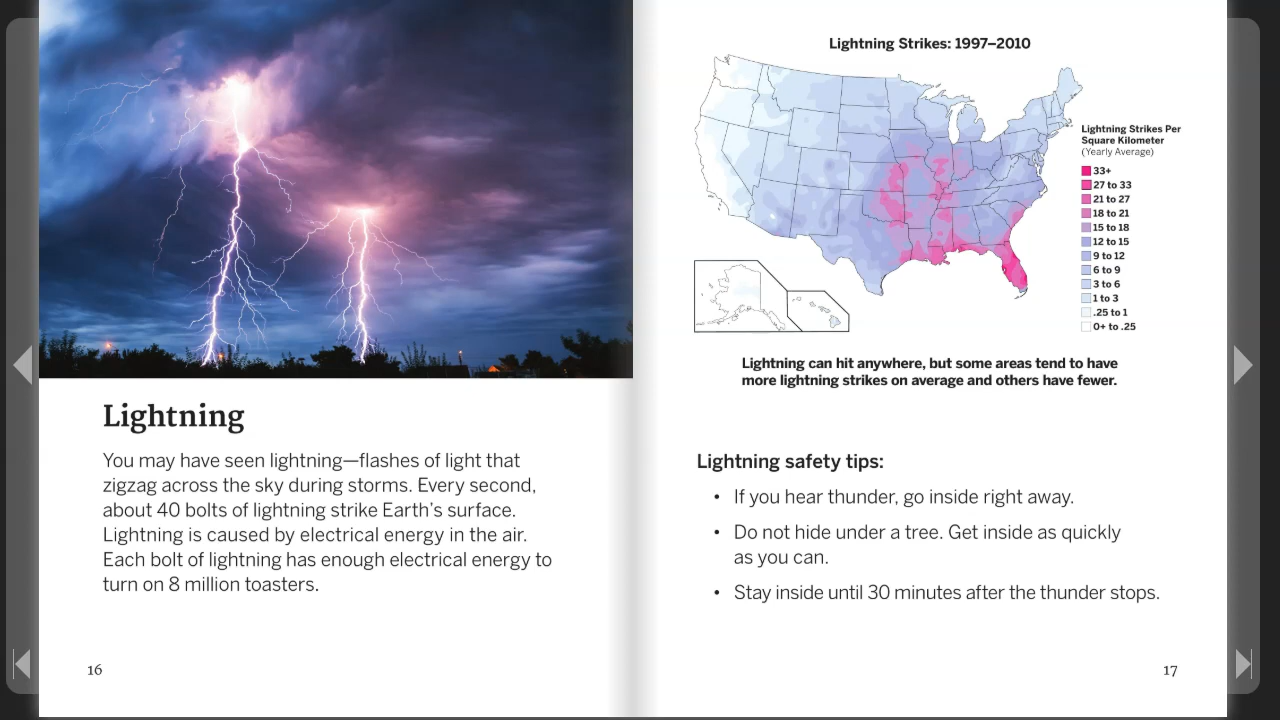 Lightning
You may have seen lightning—flashes of light that
zigzag across the sky during storms. Every second,
about 40 bolts of lightning strike Earth's surface.
Lightning is caused by electrical energy in the air.
Each bolt of lightning has enough electrical energy to
turn on 8 million toasters.
16
Lightning Strikes: 1997–2010
Lightning Strikes Per
Square Kilometer
(Yearly Average)
33+
27 to 33
21 to 27
18 to 21
15 to 18
12 to 15
9 to 12
6 to 9
3 to 6
1 to 3
.25 to 1
0+ to .25
Lightning can hit anywhere, but some areas tend to have
more lightning strikes on average and others have fewer.
Lightning safety tips:
• If you hear thunder, go inside right away.
• Do not hide under a tree. Get inside as quickly
as you can.
• Stay inside until 30 minutes after the thunder stops.
17